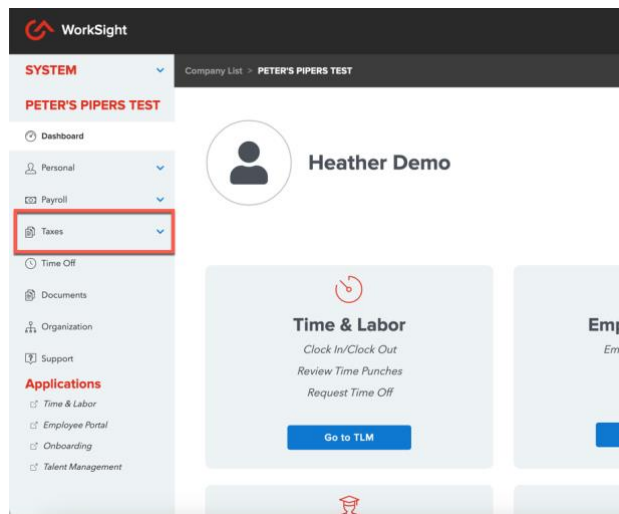 WorkSight
SYSTEM
Company List > PETER'S PIPERS TEST
PETER'S PIPERS TEST
Dashboard
Personal
Payroll
Taxes
Time Off
Documents
Organization
Support
Applications
Time & Labor
Employee Portal
Onboarding
Talent Management
Heather Demo
Time & Labor
Clock In/Clock Out
Review Time Punches
Request Time Off
Go to TLM
Emp
Em